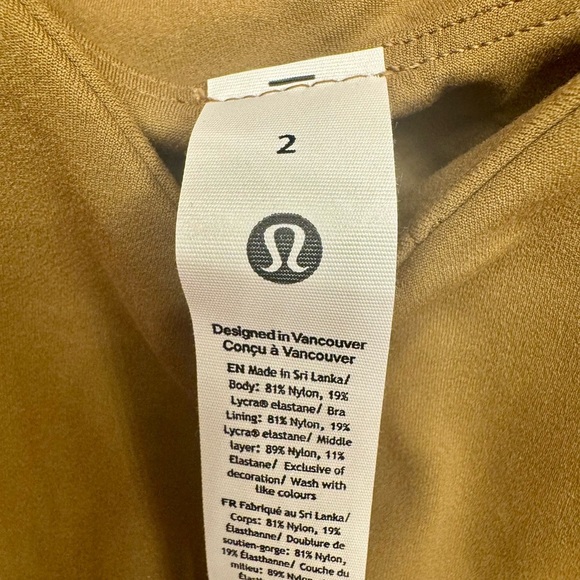 2
Designed in Vancouver
Conçu à Vancouver
EN Made in Sri Lanka/
Body: 81% Nylon, 19%
Lycra® elastane/ Bra
Lining: 81% Nylon, 19%
Lycra® elastane/ Middle
layer: 89% Nylon, 11%
Elastane/ Exclusive of
decoration/ Wash with
like colours
FR Fabriqué au Sri Lanka/
Corps: 81% Nylon, 19%
Élasthanne/ Doublure de
soutien-gorge: 81% Nylon,
19% Élasthanne/ Couche du
milieu: 89% Nylon,